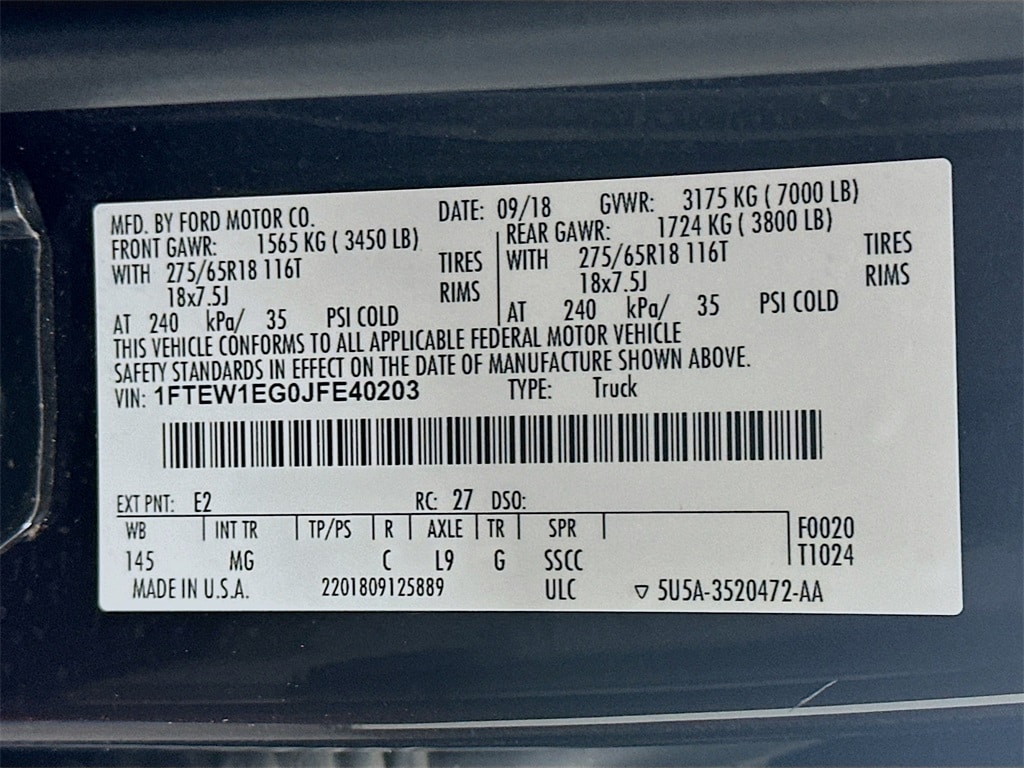 MFD. BY FORD MOTOR CO. DATE: 09/18 GVWR: 3175 KG ( 7000 LB)
FRONT GAWR: 1565 KG ( 3450 LB) REAR GAWR: 1724 KG ( 3800 LB)
WITH 275/65R18 116T TIRES WITH 275/65R18 116T TIRES
18x7.5J RIMS 18x7.5J RIMS
AT 240 kPa/ 35 PSI COLD AT 240 kPa/ 35 PSI COLD
THIS VEHICLE CONFORMS TO ALL APPLICABLE FEDERAL MOTOR VEHICLE
SAFETY STANDARDS IN EFFECT ON THE DATE OF MANUFACTURE SHOWN ABOVE.
VIN: 1FTEW1EG0JFE40203 TYPE: Truck
EXT PNT: E2 RC: 27 DSO:
WB INT TR TP/PS R AXLE TR SPR F0020
145 MG C L9 G SSCC T1024
MADE IN U.S.A. 2201809125889 ULC ▽ 5U5A-3520472-AA